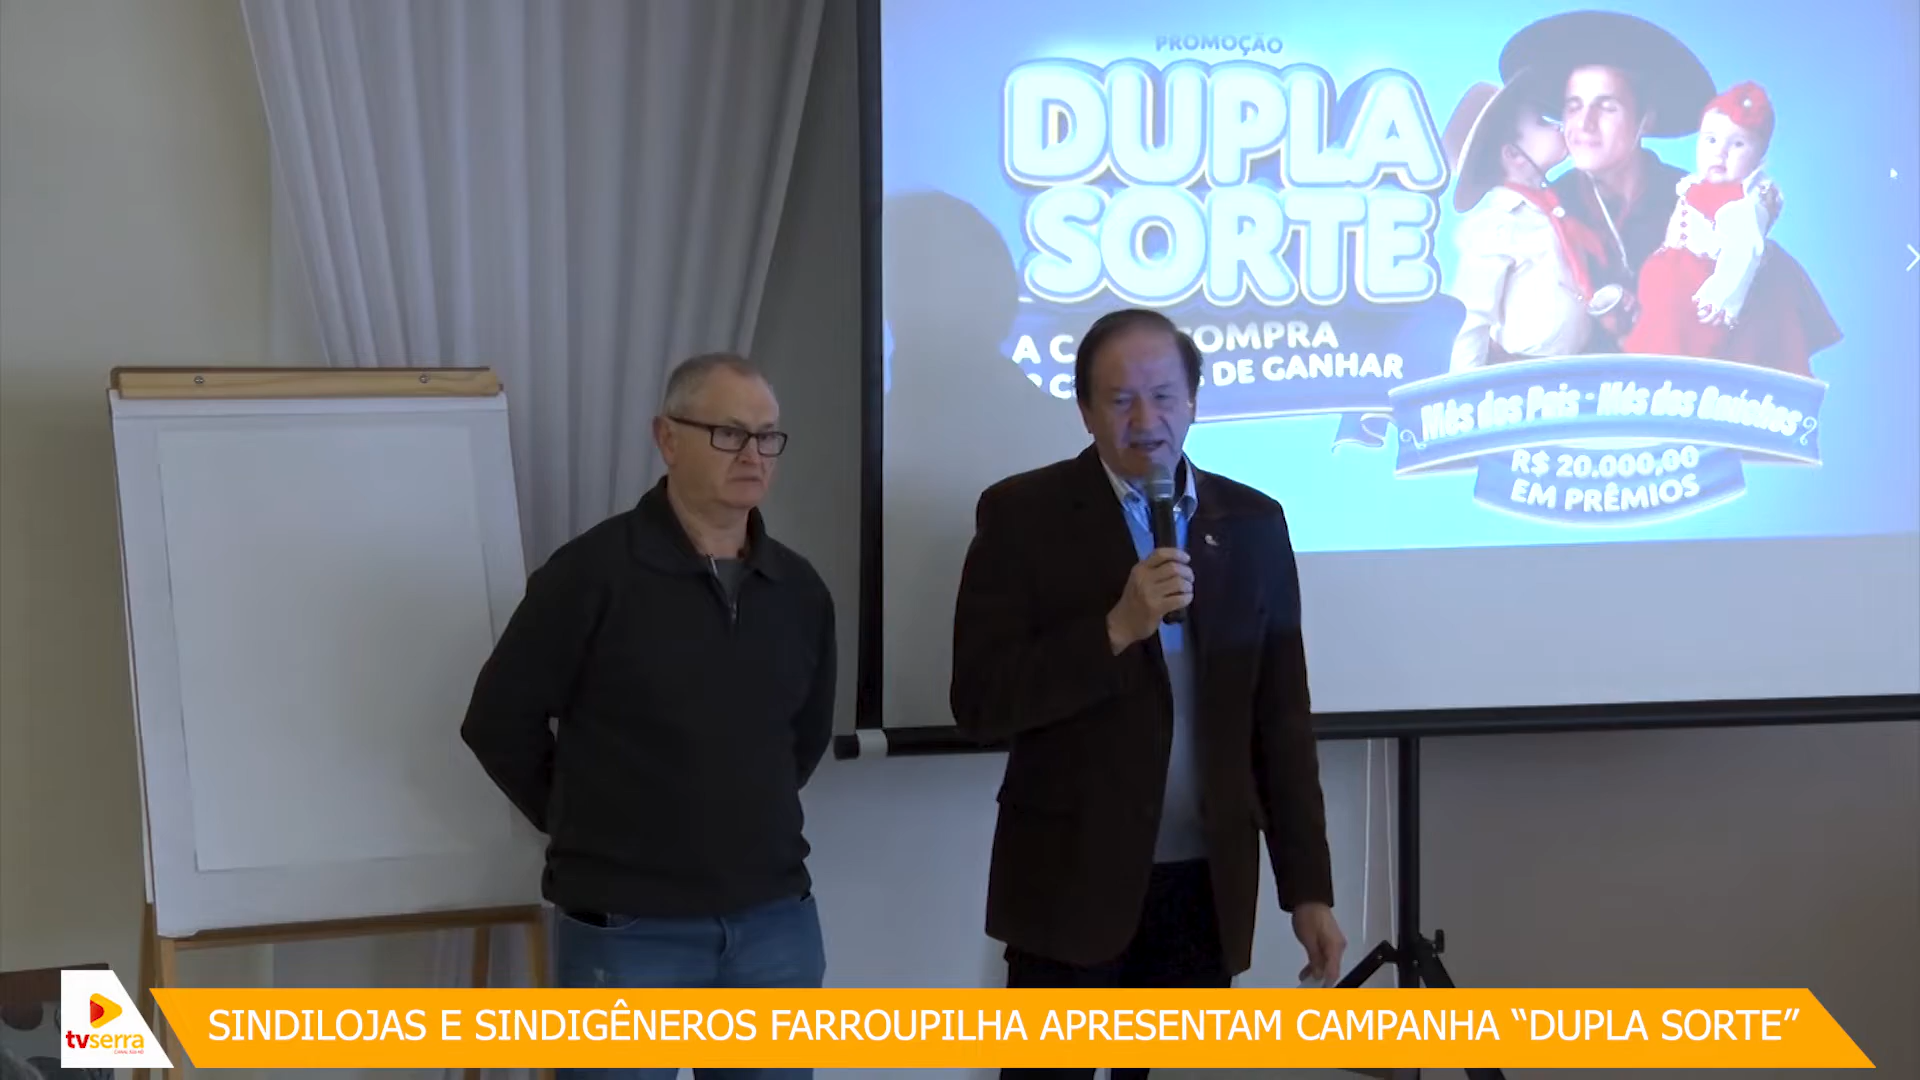 PROMOÇÃO
DUPLA
SORTE
A COMPRA
DE GANHAR
Mês dos Pais - Mês dos Gaúchos
R$ 20.000,00
EM PRÊMIOS
tvserra
SINDILOJAS E SINDIGÊNEROS FARROUPILHA APRESENTAM CAMPANHA “DUPLA SORTE”